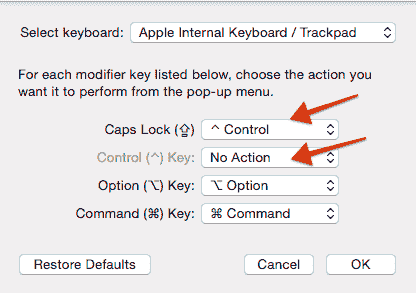 Select keyboard: Apple Internal Keyboard / Trackpad
For each modifier key listed below, choose the action you
want it to perform from the pop-up menu.
Caps Lock (⇪) ^ Control
Control (^) Key: No Action
Option (⌥) Key: ⌥ Option
Command (⌘) Key: ⌘ Command
Restore Defaults Cancel OK